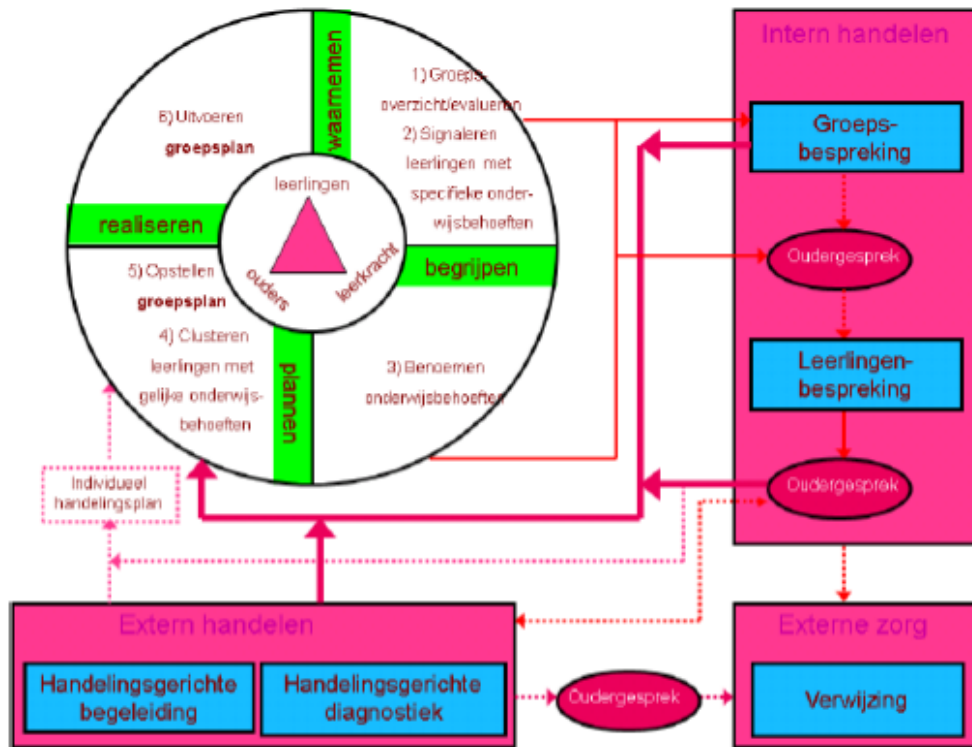 waarnemen
1) Groeps-
overzicht/evalueren
2) Signaleren
leerlingen met
specifieke onder-
wijsbehoeften
begrijpen
3) Benoemen
onderwijsbehoeften
plannen
4) Clusteren
leerlingen met
gelijke onderwijs-
behoeften
5) Opstellen
groepsplan
realiseren
6) Uitvoeren
groepsplan
leerlingen
ouders
leerkracht
Individueel
handelingsplan
Intern handelen
Groeps-
bespreking
Oudergesprek
Leerlingen-
bespreking
Oudergesprek
Extern handelen
Handelingsgerichte
begeleiding
Handelingsgerichte
diagnostiek
Oudergesprek
Externe zorg
Verwijzing